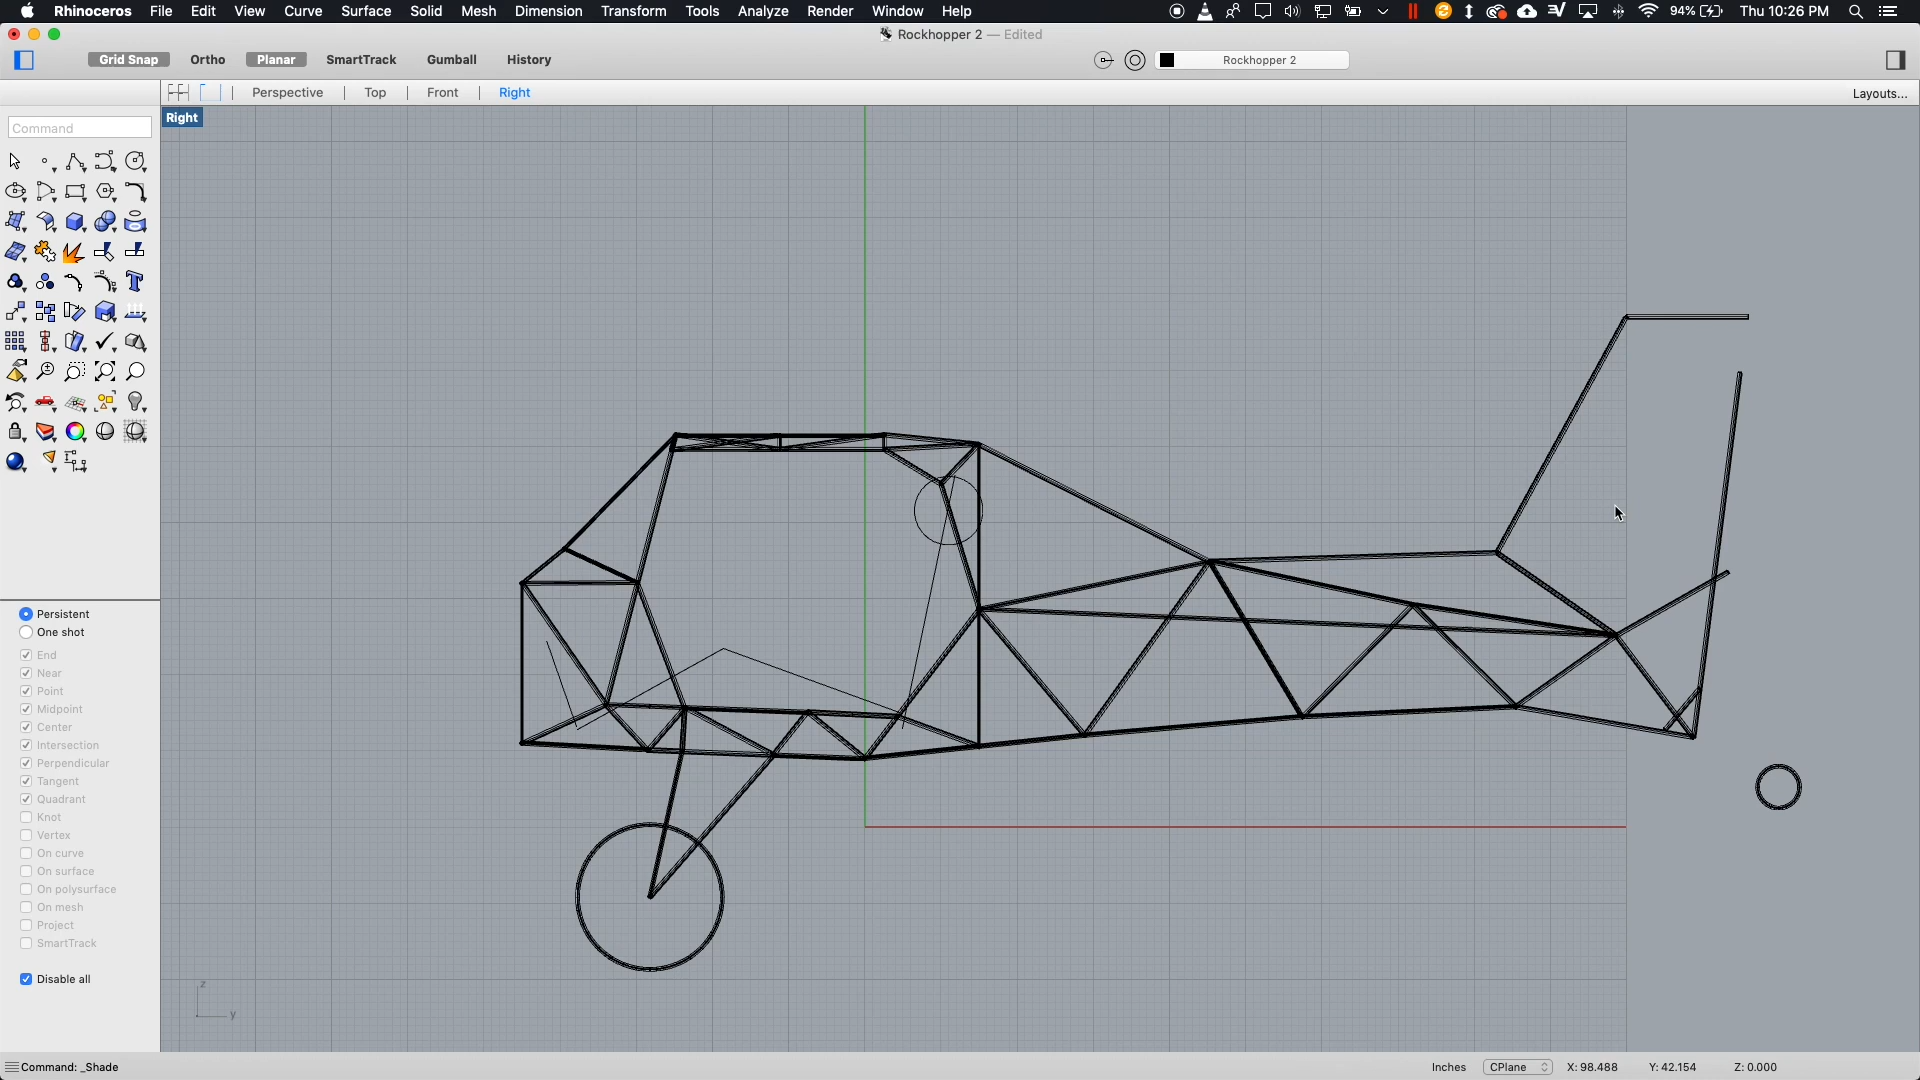 Rhinoceros File Edit View Curve Surface Solid Mesh Dimension Transform Tools Analyze Render Window Help 94% Thu 10:26 PM
Rockhopper 2 — Edited
Grid Snap Ortho Planar SmartTrack Gumball History Rockhopper 2
Perspective Top Front Right Layouts...
Right
Command
Persistent
One shot
End
Near
Point
Midpoint
Center
Intersection
Perpendicular
Tangent
Quadrant
Knot
Vertex
On curve
On surface
On polysurface
On mesh
Project
SmartTrack
Disable all
z
y
Command: _Shade Inches CPlane X: 98.488 Y: 42.154 Z: 0.000